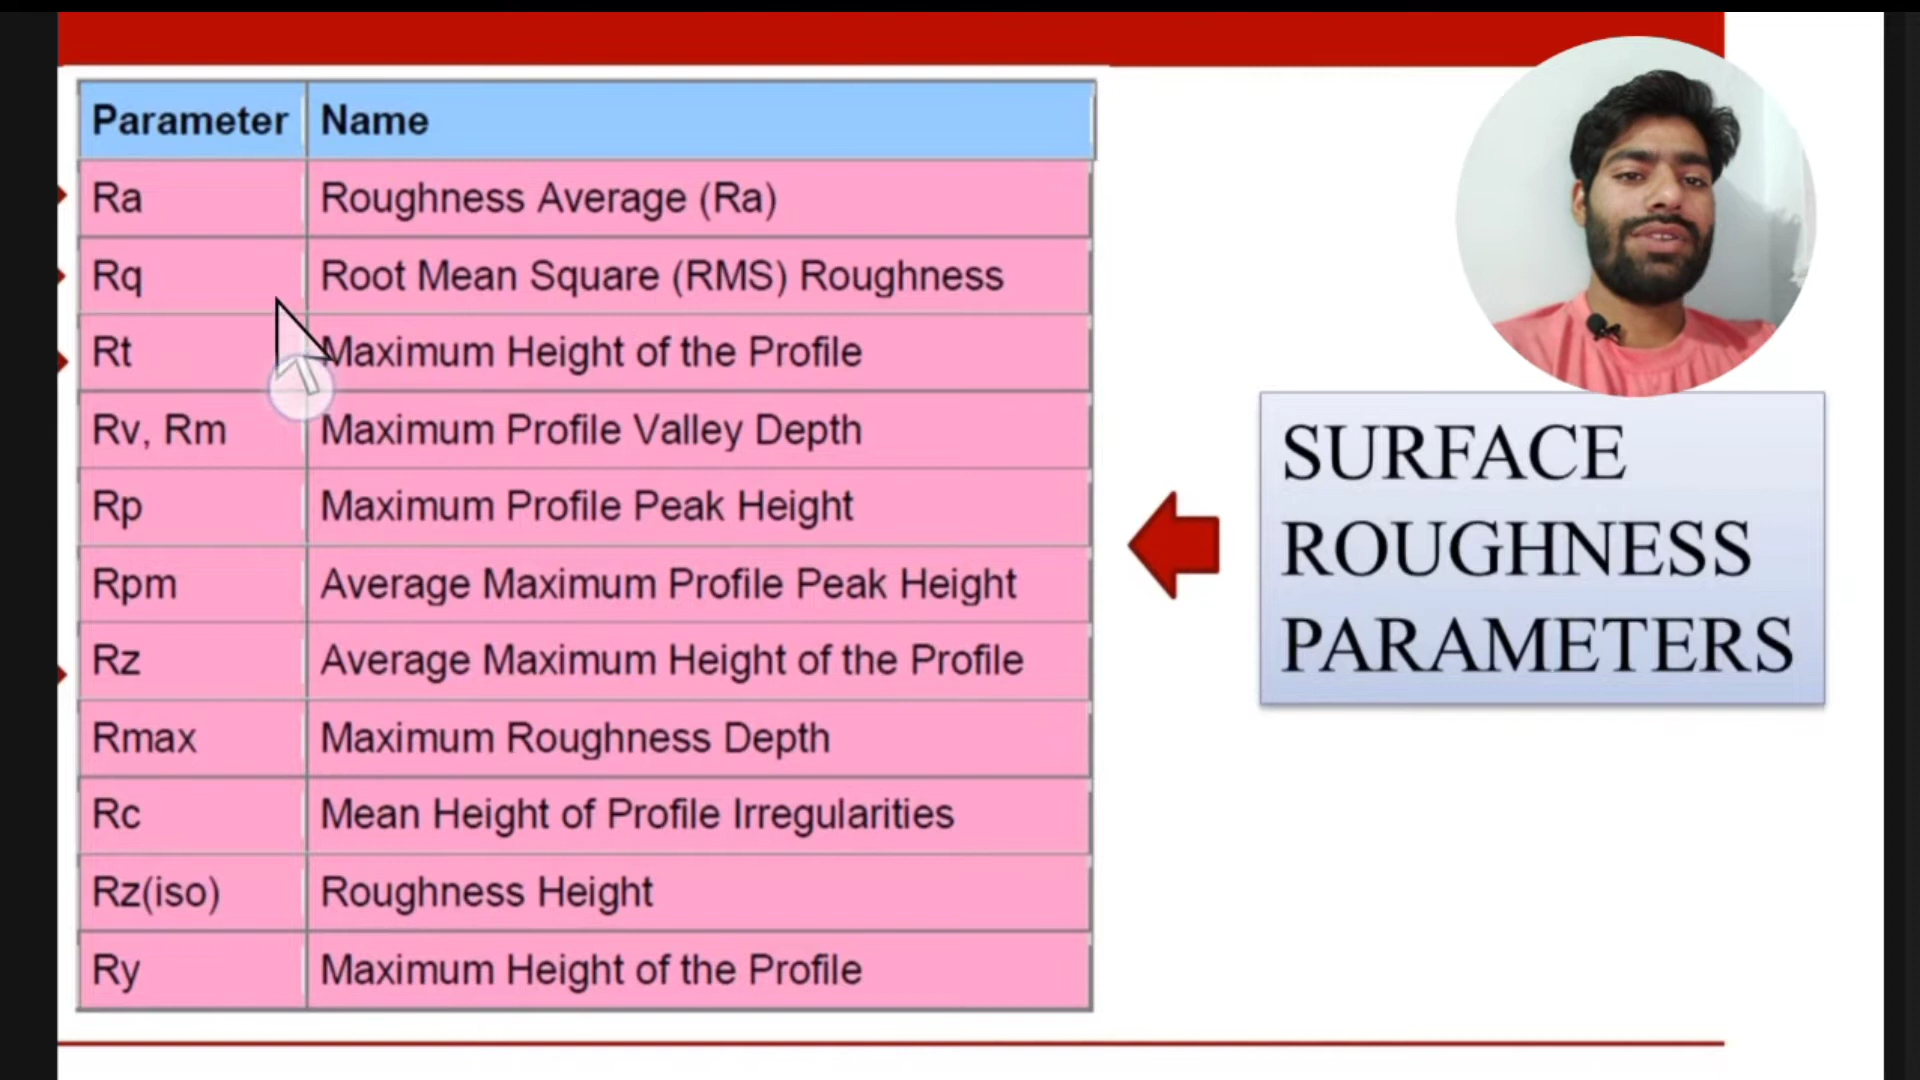 Parameter Name
Ra Roughness Average (Ra)
Rq Root Mean Square (RMS) Roughness
Rt Maximum Height of the Profile
Rv, Rm Maximum Profile Valley Depth
Rp Maximum Profile Peak Height
Rpm Average Maximum Profile Peak Height
Rz Average Maximum Height of the Profile
Rmax Maximum Roughness Depth
Rc Mean Height of Profile Irregularities
Rz(iso) Roughness Height
Ry Maximum Height of the Profile
SURFACE
ROUGHNESS
PARAMETERS